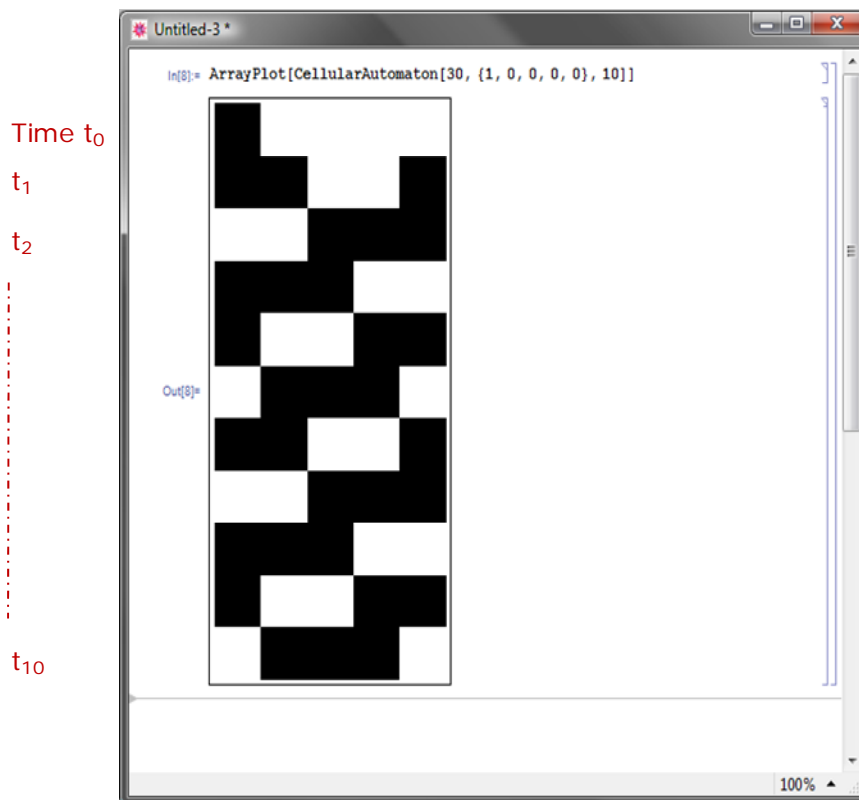 Untitled-3 *
In[8]:= ArrayPlot[CellularAutomaton[30, {1, 0, 0, 0, 0}, 10]]
Time t₀
t₁
t₂
Out[8]=
t₁₀
100%